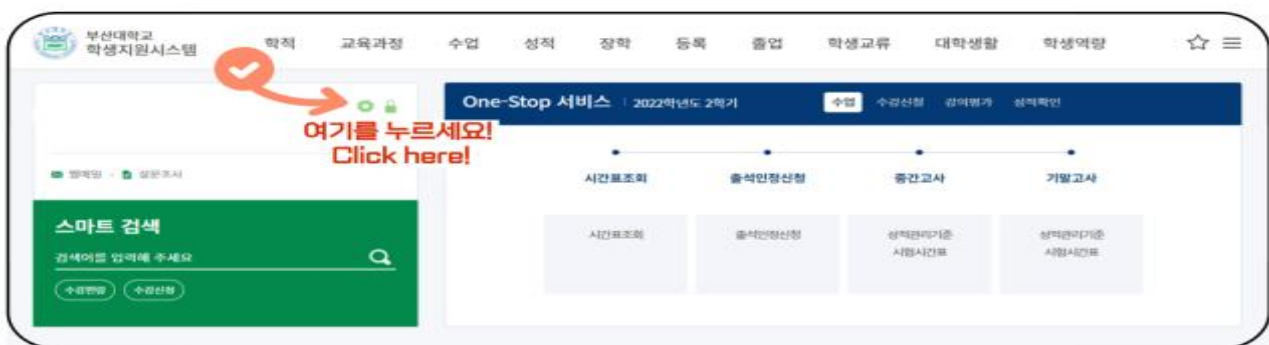 부산대학교
학생지원시스템
학적 교육과정 수업 성적 장학 등록 졸업 학생교류 대학생활 학생역량
One-Stop 서비스 2022학년도 2학기 수업 수강신청 강의평가 성적확인
여기를 누르세요!
Click here!
웹메일 설문조사
시간표조회 출석인정신청 중간고사 기말고사
스마트 검색
검색어를 입력해 주세요
수강편람 수강신청
시간표조회 출석인정신청 성적관리기준 성적관리기준
시험시간표 시험시간표